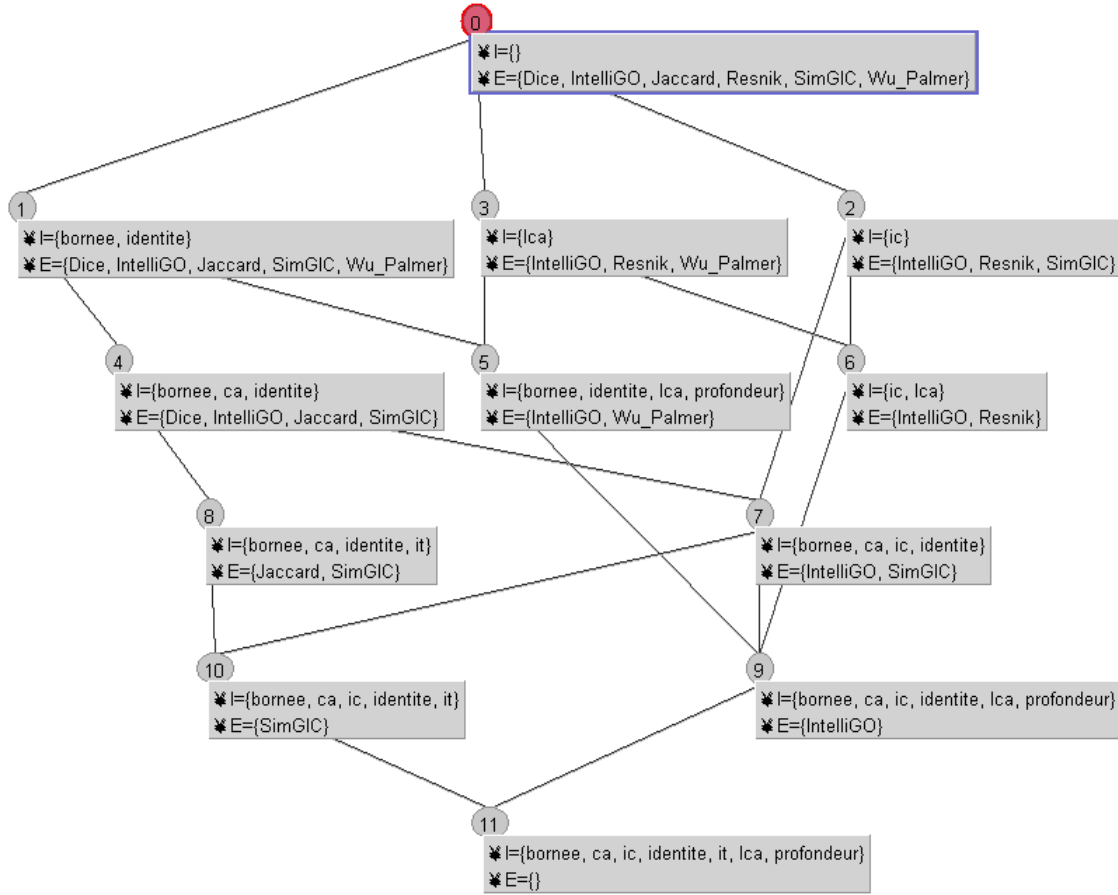 0
I={}
E={Dice, IntelliGO, Jaccard, Resnik, SimGIC, Wu_Palmer}
1
I={bornee, identite}
E={Dice, IntelliGO, Jaccard, SimGIC, Wu_Palmer}
3
I={lca}
E={IntelliGO, Resnik, Wu_Palmer}
2
I={ic}
E={IntelliGO, Resnik, SimGIC}
4
I={bornee, ca, identite}
E={Dice, IntelliGO, Jaccard, SimGIC}
5
I={bornee, identite, lca, profondeur}
E={IntelliGO, Wu_Palmer}
6
I={ic, lca}
E={IntelliGO, Resnik}
8
I={bornee, ca, identite, it}
E={Jaccard, SimGIC}
7
I={bornee, ca, ic, identite}
E={IntelliGO, SimGIC}
10
I={bornee, ca, ic, identite, it}
E={SimGIC}
9
I={bornee, ca, ic, identite, lca, profondeur}
E={IntelliGO}
11
I={bornee, ca, ic, identite, it, lca, profondeur}
E={}